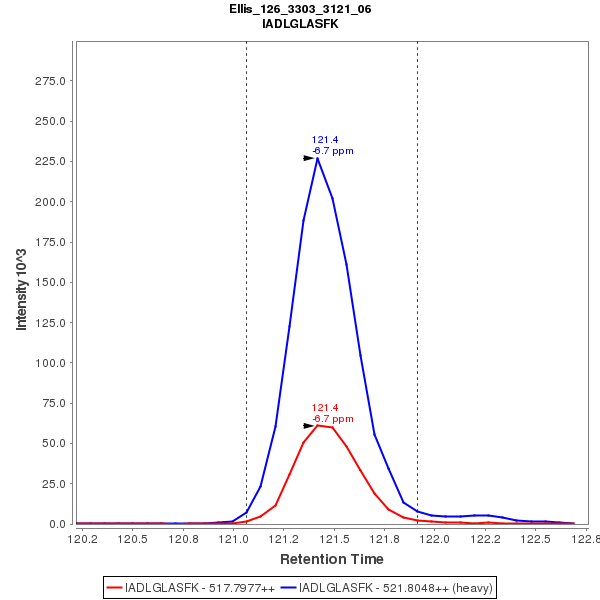 Ellis_126_3303_3121_06
IADLGLASFK
Intensity 10^3
275.0
250.0
225.0
200.0
175.0
150.0
125.0
100.0
75.0
50.0
25.0
0.0
121.4
-6.7 ppm
121.4
-6.7 ppm
120.2 120.5 120.8 121.0 121.2 121.5 121.8 122.0 122.2 122.5 122.8
Retention Time
IADLGLASFK - 517.7977++ IADLGLASFK - 521.8048++ (heavy)